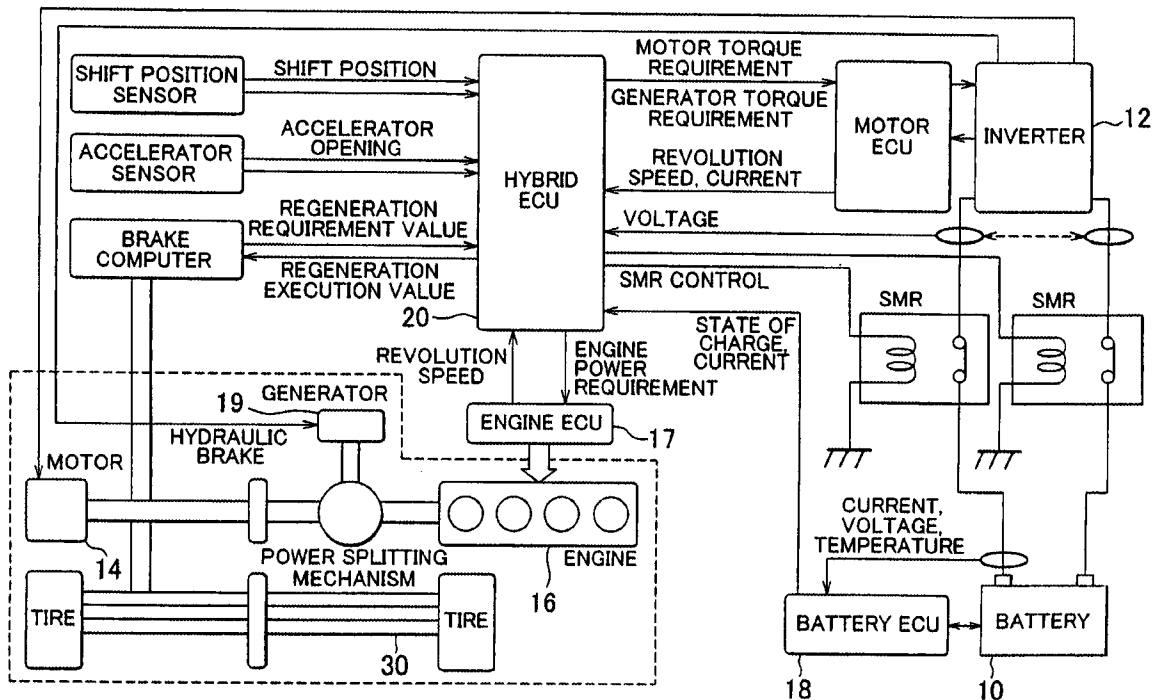 SHIFT POSITION
SENSOR
SHIFT POSITION
MOTOR TORQUE
REQUIREMENT
GENERATOR TORQUE
REQUIREMENT
MOTOR
ECU
INVERTER
12
ACCELERATOR
SENSOR
ACCELERATOR
OPENING
HYBRID
ECU
REVOLUTION
SPEED, CURRENT
VOLTAGE
BRAKE
COMPUTER
REGENERATION
REQUIREMENT VALUE
REGENERATION
EXECUTION VALUE
20
SMR CONTROL
SMR
SMR
STATE OF
CHARGE,
CURRENT
REVOLUTION
SPEED
ENGINE
POWER
REQUIREMENT
GENERATOR
19
ENGINE ECU
17
HYDRAULIC
BRAKE
MOTOR
14
POWER SPLITTING
MECHANISM
ENGINE
16
CURRENT,
VOLTAGE,
TEMPERATURE
TIRE
TIRE
30
BATTERY ECU
18
BATTERY
10